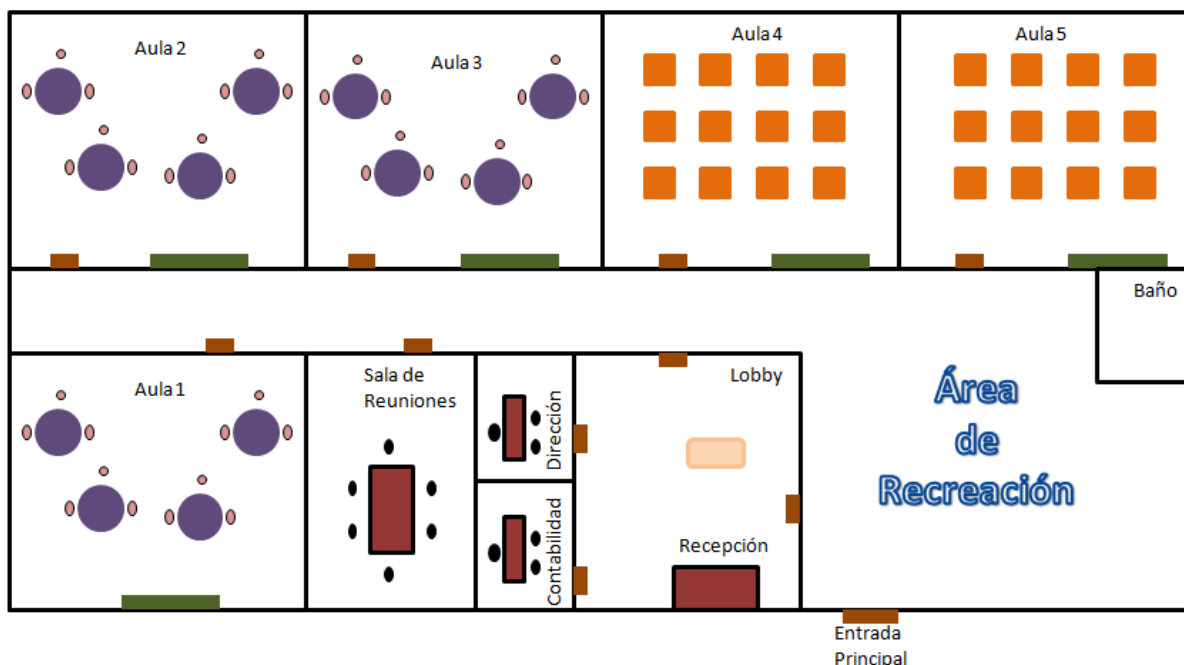 Aula 2
Aula 3
Aula 4
Aula 5
Baño
Aula 1
Sala de
Reuniones
Dirección
Contabilidad
Lobby
Recepción
Área
de
Recreación
Entrada
Principal